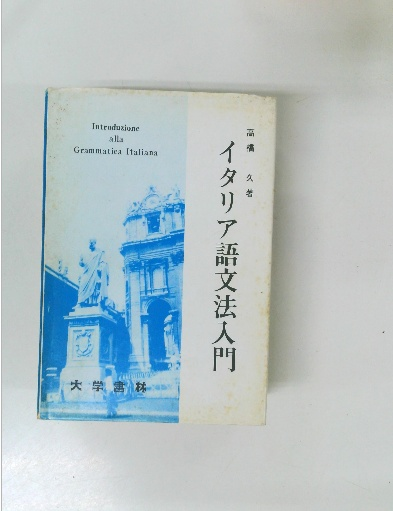 Introduzione
alla
Grammatica Italiana
高橋 久著
イタリア語文法入門
大学書林